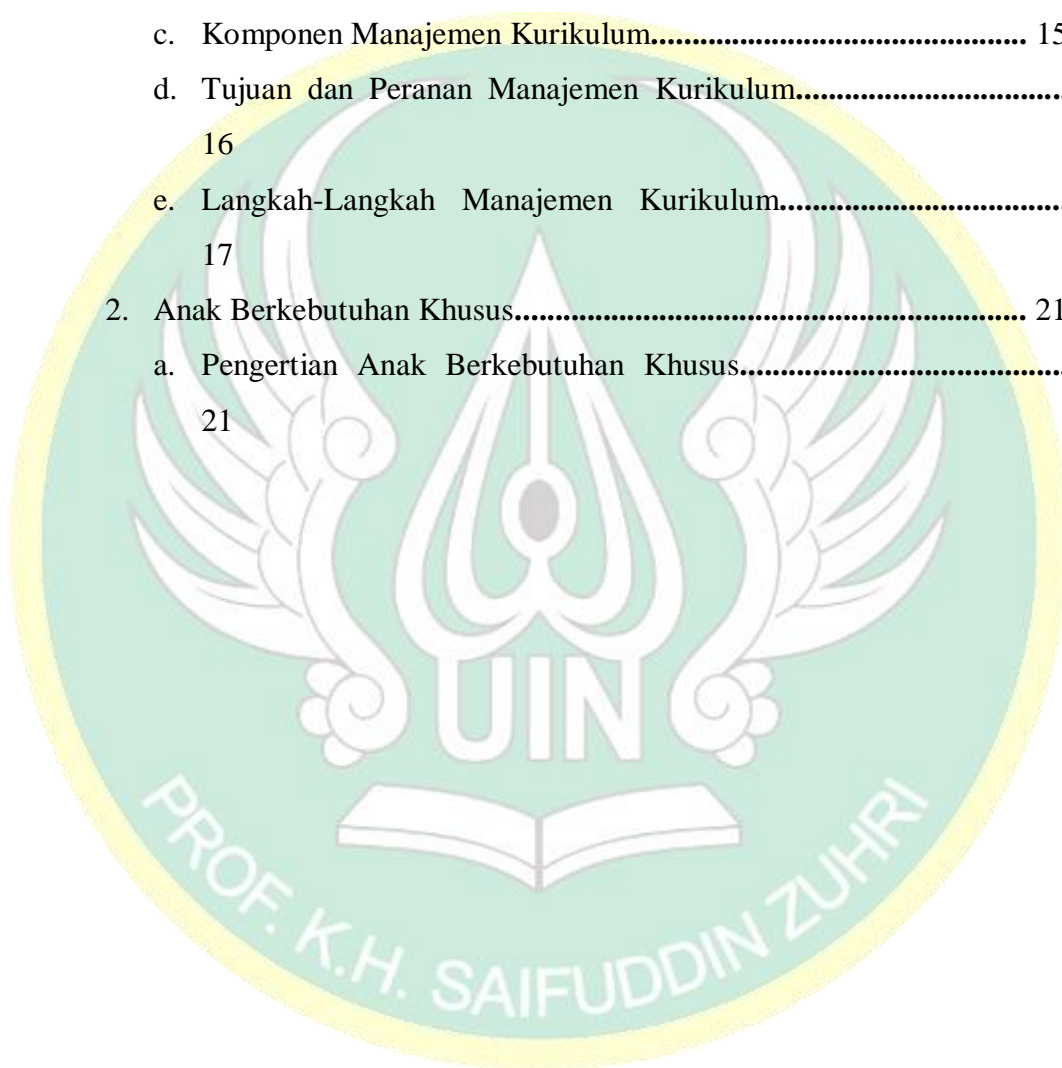 c. Komponen Manajemen Kurikulum............................................ 15
d. Tujuan dan Peranan Manajemen Kurikulum................................
16
e. Langkah-Langkah Manajemen Kurikulum..................................
17
2. Anak Berkebutuhan Khusus............................................................. 21
a. Pengertian Anak Berkebutuhan Khusus.......................................
21
UIN
PROF. K.H. SAIFUDDIN ZUHRI